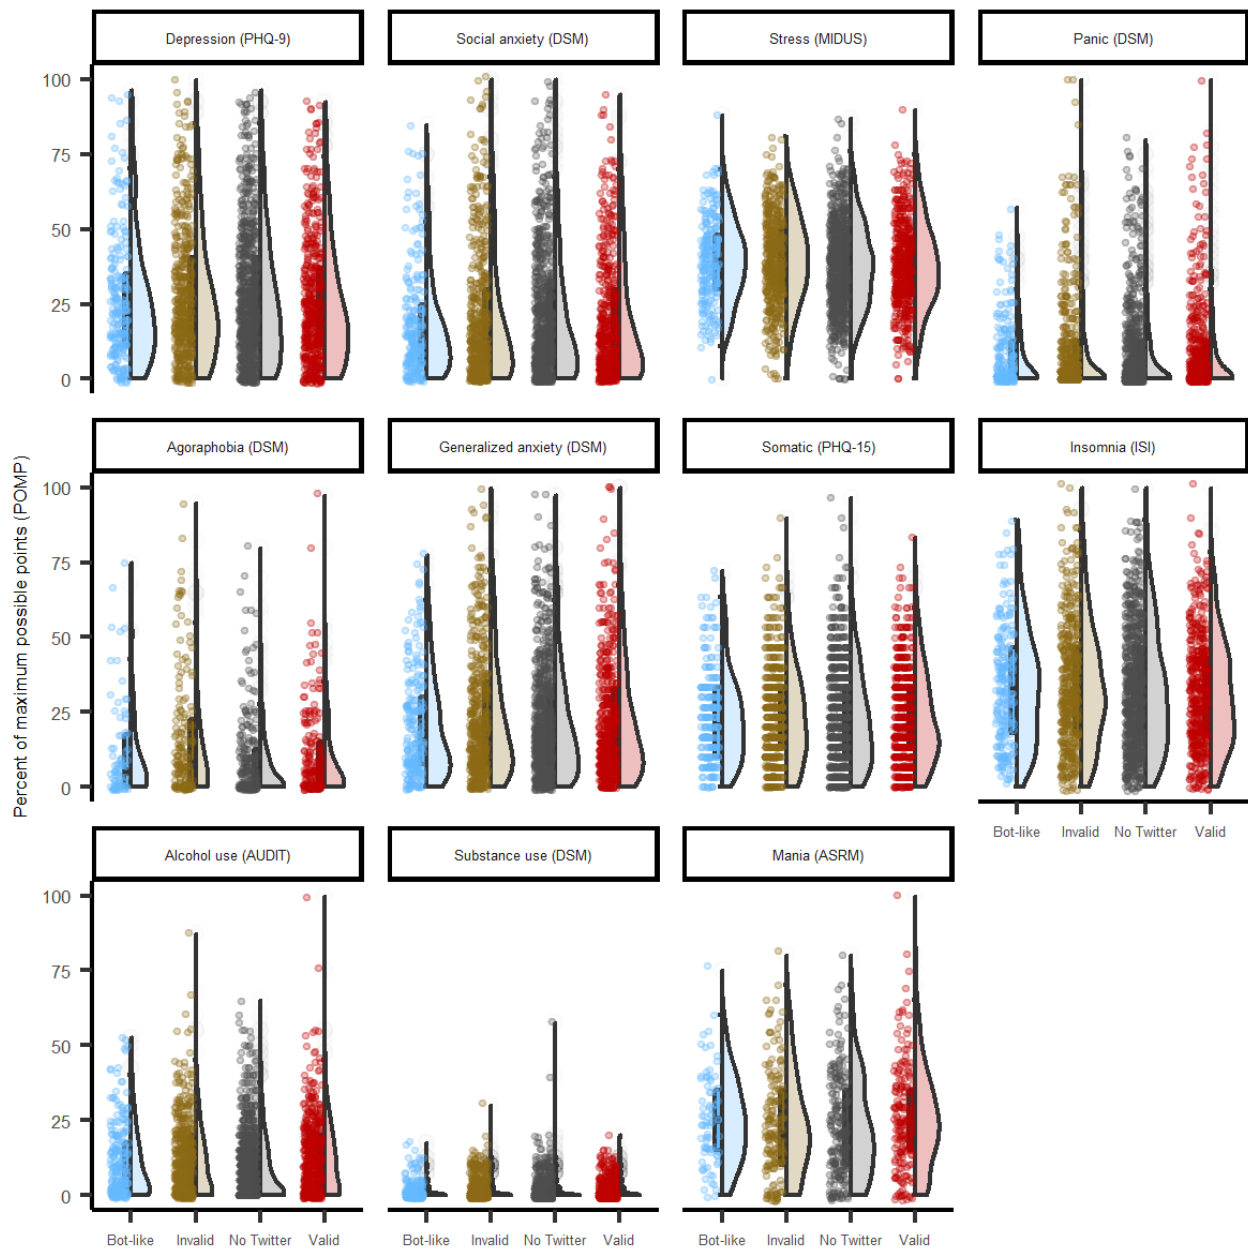 Depression (PHQ-9)
Social anxiety (DSM)
Stress (MIDUS)
Panic (DSM)
100
75
50
25
0
Percent of maximum possible points (POMP)
Agoraphobia (DSM)
Generalized anxiety (DSM)
Somatic (PHQ-15)
Insomnia (ISI)
100
75
50
25
0
Bot-like Invalid No Twitter Valid
Alcohol use (AUDIT)
Substance use (DSM)
Mania (ASRM)
100
75
50
25
0
Bot-like Invalid No Twitter Valid
Bot-like Invalid No Twitter Valid
Bot-like Invalid No Twitter Valid